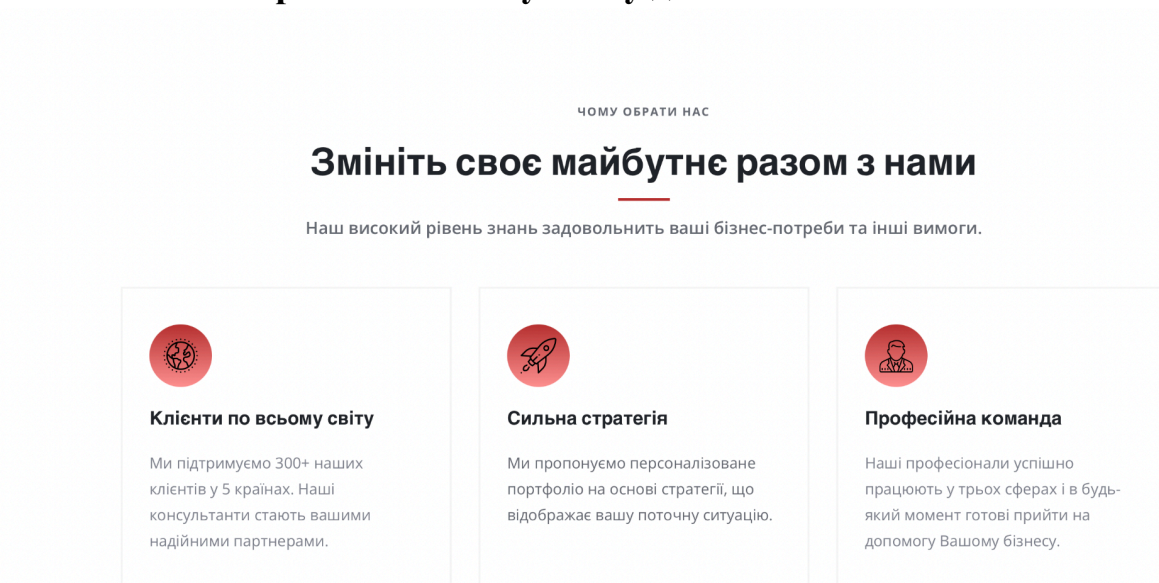 ЧОМУ ОБРАТИ НАС
Змініть своє майбутнє разом з нами
Наш високий рівень знань задовольнить ваші бізнес-потреби та інші вимоги.
Клієнти по всьому світу
Ми підтримуємо 300+ наших
клієнтів у 5 країнах. Наші
консультанти стають вашими
надійними партнерами.
Сильна стратегія
Ми пропонуємо персоналізоване
портфоліо на основі стратегії, що
відображає вашу поточну ситуацію.
Професійна команда
Наші професіонали успішно
працюють у трьох сферах і в будь-
який момент готові прийти на
допомогу Вашому бізнесу.